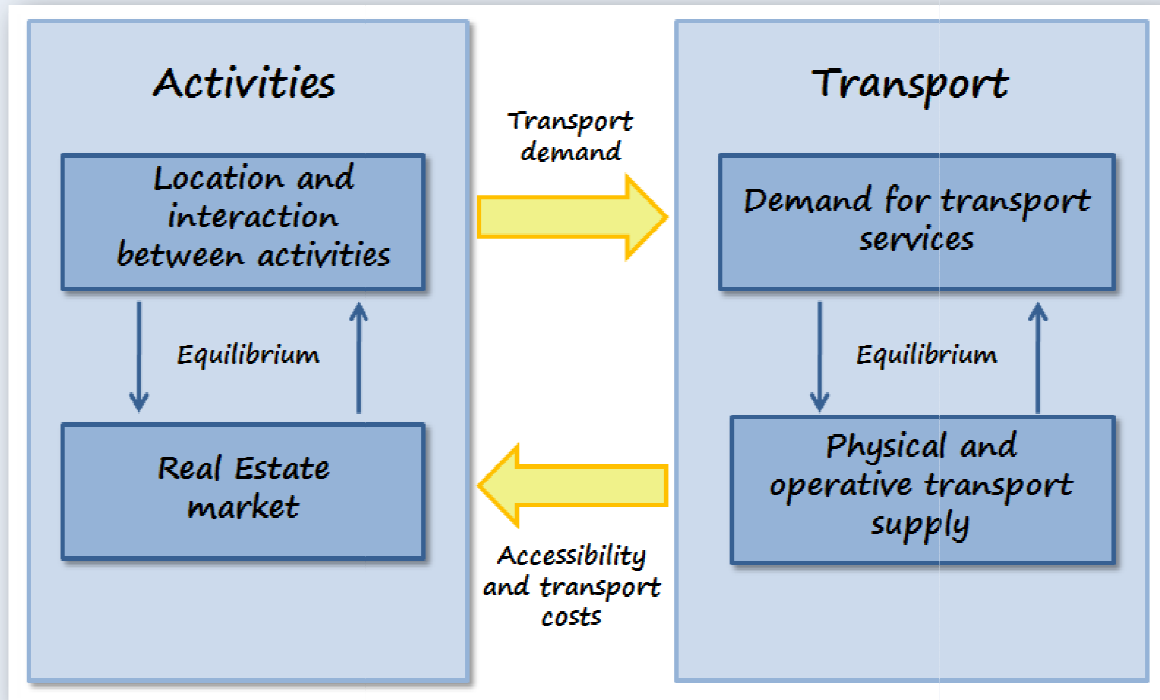 Activities
Location and
interaction
between activities
Equilibrium
Real Estate
market
Transport
demand
Accessibility
and transport
costs
Transport
Demand for transport
services
Equilibrium
Physical and
operative transport
supply